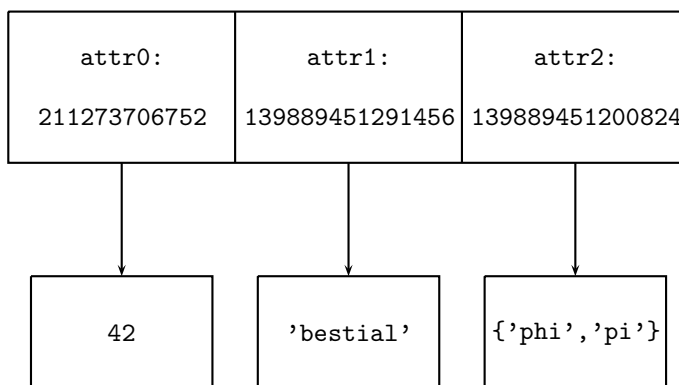 attr0: attr1: attr2:
211273706752 139889451291456 139889451200824
42 ’bestial’ {’phi’,’pi’}